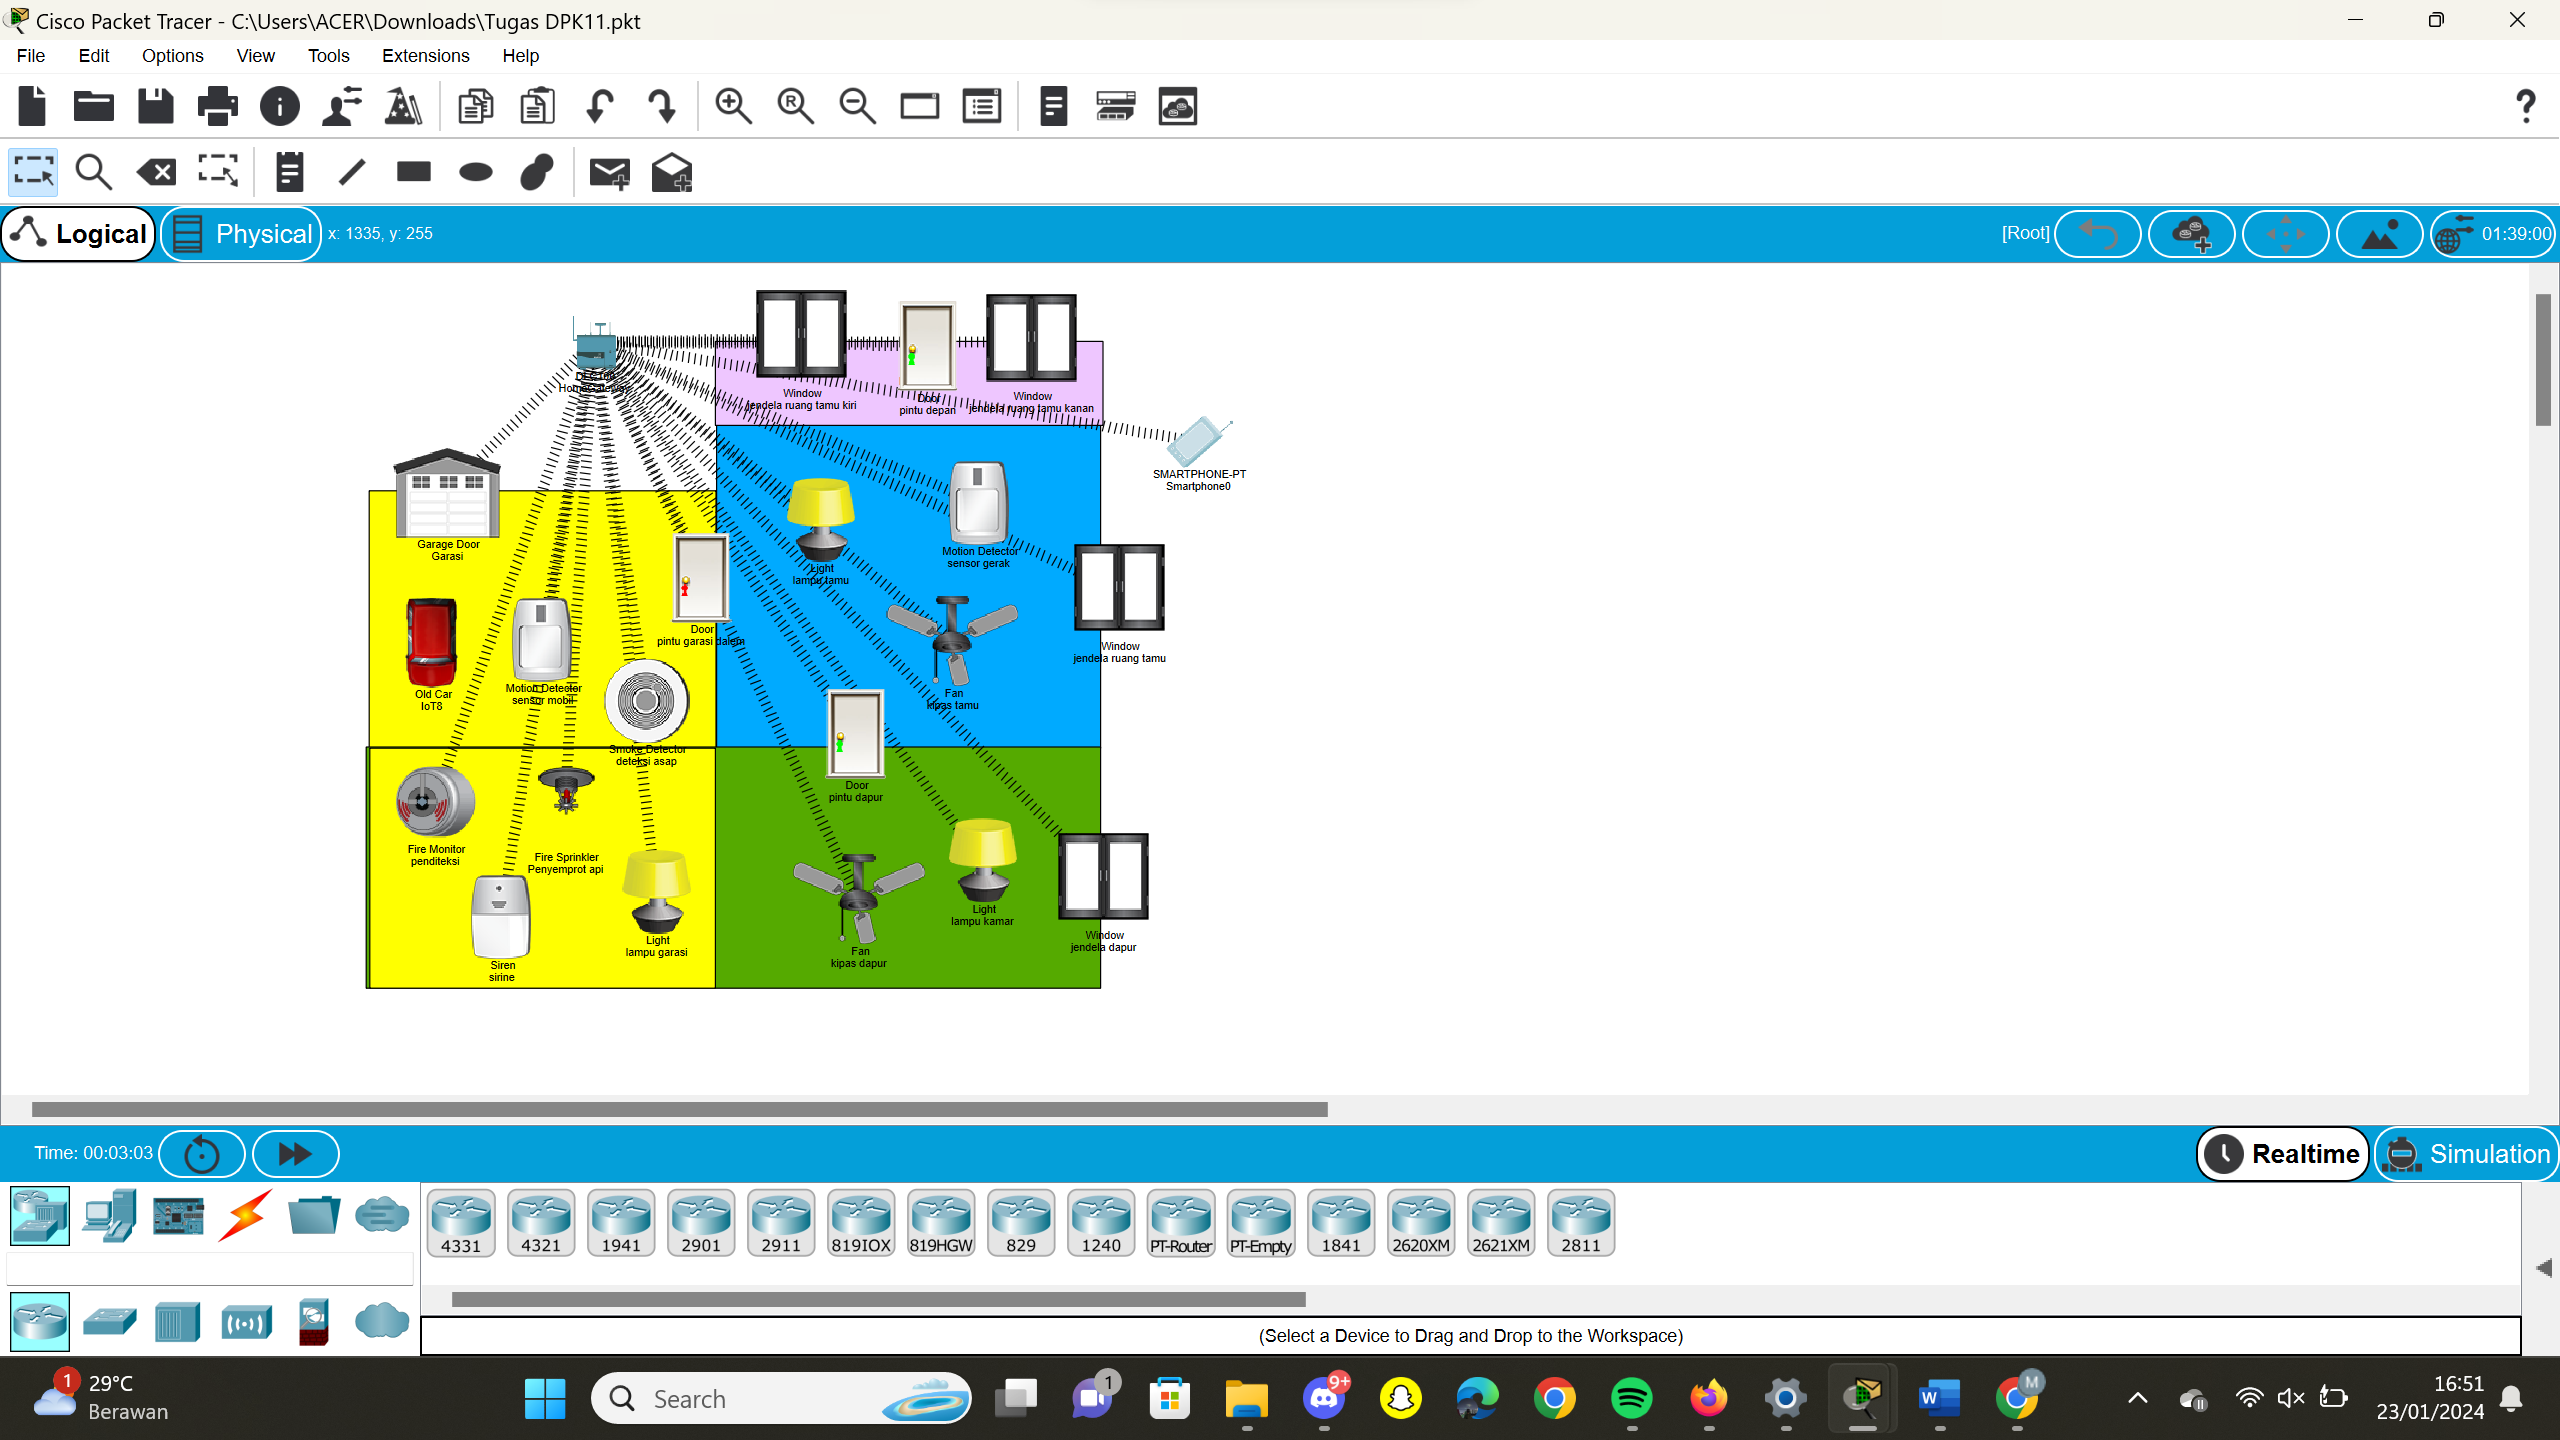 Cisco Packet Tracer - C:\Users\ACER\Downloads\Tugas DPK11.pkt
File Edit Options View Tools Extensions Help
Logical Physical x: 1335, y: 255 [Root] 01:39:00
Window
jendela ruang tamu kiri
Door
pintu depan
Window
jendela ruang tamu kanan
HomeGateway
SMARTPHONE-PT
Smartphone0
Garage Door
Garasi
Light
lampu tamu
Motion Detector
sensor gerak
Door
pintu garasi dalem
Window
jendela ruang tamu
Old Car
IoT8
Motion Detector
sensor mobil
Fan
kipas tamu
Smoke Detector
deteksi asap
Door
pintu dapur
Fire Monitor
penditeksi
Fire Sprinkler
Penyemprot api
Light
lampu kamar
Light
lampu garasi
Window
jendela dapur
Fan
kipas dapur
Siren
sirine
Time: 00:03:03 Realtime Simulation
4331 4321 1941 2901 2911 819IOX 819HGW 829 1240 PT-Router PT-Empty 1841 2620XM 2621XM 2811
(Select a Device to Drag and Drop to the Workspace)
1
29°C
Berawan
Search
1
9+
M
16:51
23/01/2024